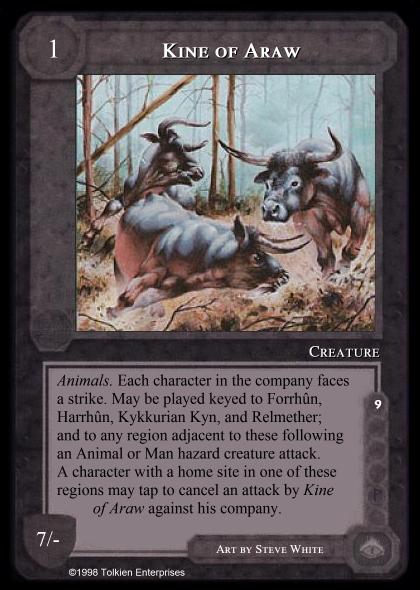 1
KINE OF ARAW
CREATURE
Animals. Each character in the company faces
a strike. May be played keyed to Forrhûn,
Harrhûn, Kykkurian Kyn, and Relmether;
and to any region adjacent to these following
an Animal or Man hazard creature attack.
A character with a home site in one of these
regions may tap to cancel an attack by Kine
of Araw against his company.
9
7/-
ART BY STEVE WHITE
©1998 Tolkien Enterprises